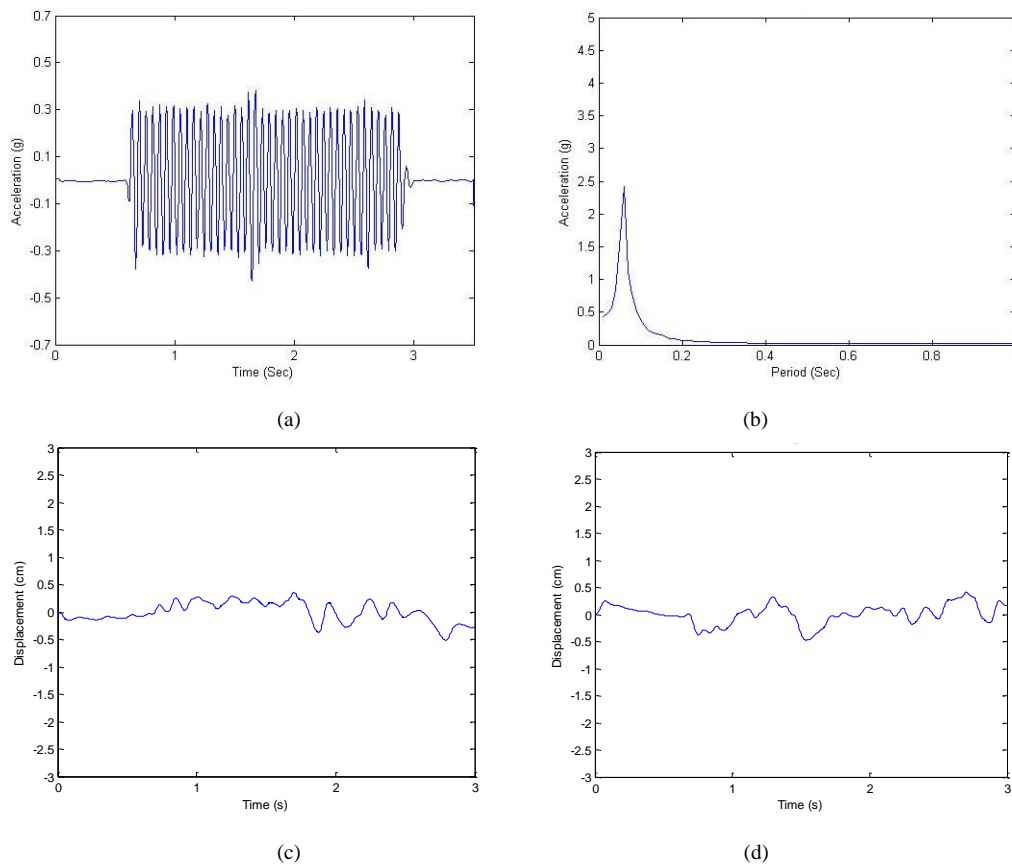 0.7
0.5
0.3
0.1
-0.1
-0.3
-0.5
-0.7
Acceleration (g)
0 1 2 3
Time (Sec)
5
4.5
4
3.5
3
2.5
2
1.5
1
0.5
0
Acceleration (g)
0 0.2 0.4 0.6 0.8
Period (Sec)
(a)
(b)
3
2.5
2
1.5
1
0.5
0
-0.5
-1
-1.5
-2
-2.5
-3
Displacement (cm)
0 1 2 3
Time (s)
3
2.5
2
1.5
1
0.5
0
-0.5
-1
-1.5
-2
-2.5
-3
Displacement (cm)
0 1 2 3
Time (s)
(c)
(d)